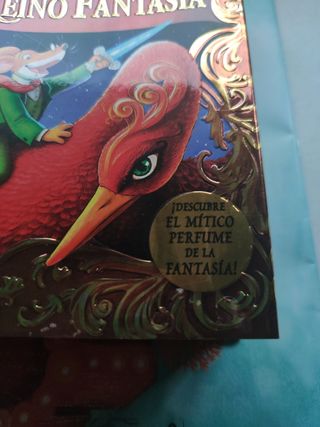 REINO FANTASÍA
¡DESCUBRE
EL MÍTICO
PERFUME
DE LA
FANTASÍA!